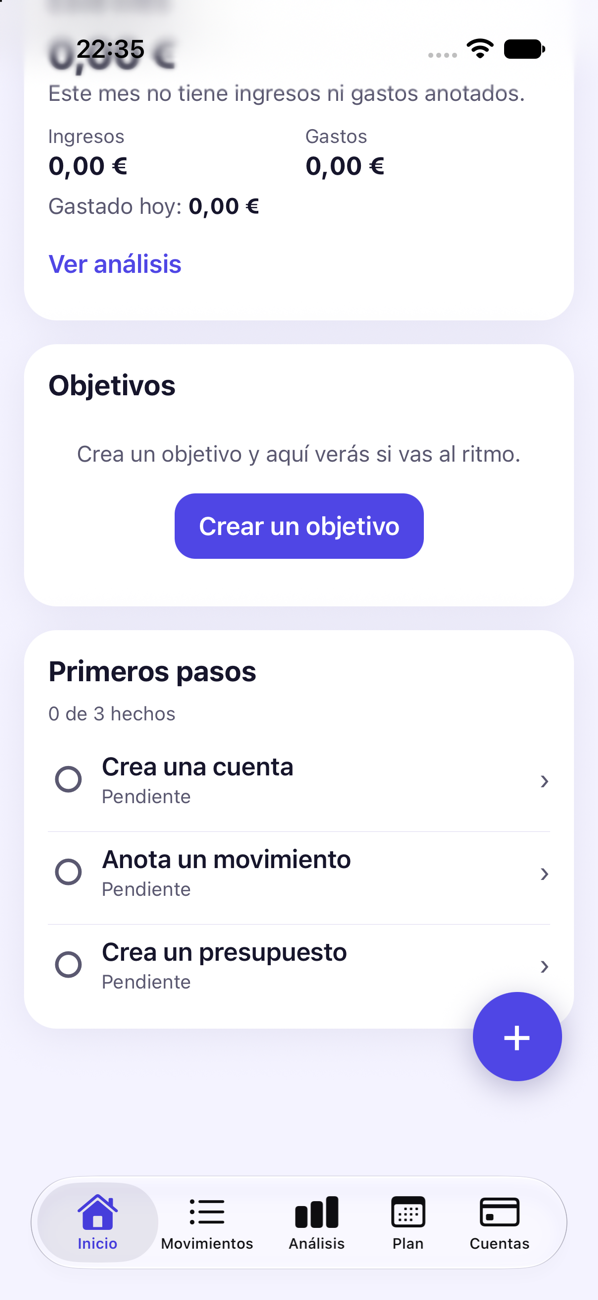 22:35
0,00 €
Este mes no tiene ingresos ni gastos anotados.
Ingresos
Gastos
0,00 €
0,00 €
Gastado hoy: 0,00 €
Ver análisis
Objetivos
Crea un objetivo y aquí verás si vas al ritmo.
Crear un objetivo
Primeros pasos
0 de 3 hechos
Crea una cuenta
Pendiente
Anota un movimiento
Pendiente
Crea un presupuesto
Pendiente
Inicio
Movimientos
Análisis
Plan
Cuentas